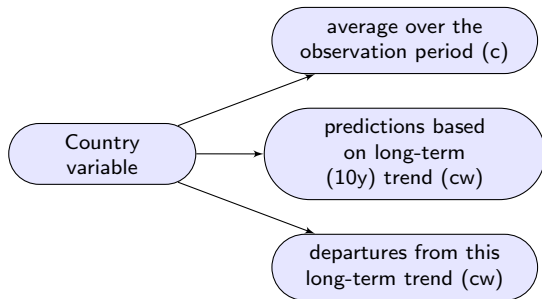 Country
variable
average over the
observation period (c)
predictions based
on long-term
(10y) trend (cw)
departures from this
long-term trend (cw)